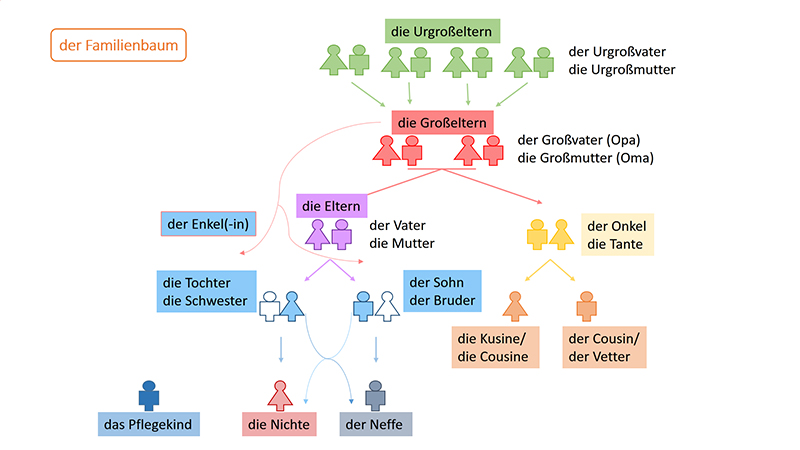 der Familienbaum
die Urgroßeltern
der Urgroßvater
die Urgroßmutter
die Großeltern
der Großvater (Opa)
die Großmutter (Oma)
die Eltern
der Enkel(-in)
der Vater
die Mutter
der Onkel
die Tante
die Tochter
die Schwester
der Sohn
der Bruder
die Kusine/
die Cousine
der Cousin/
der Vetter
das Pflegekind
die Nichte
der Neffe